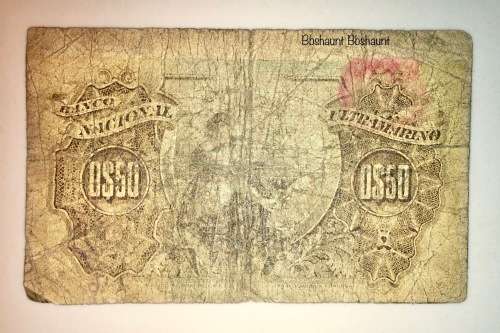 Boshaunt Boshaunt
BANCO
NACIONAL
ULTRAMARINO
0$50
0$50